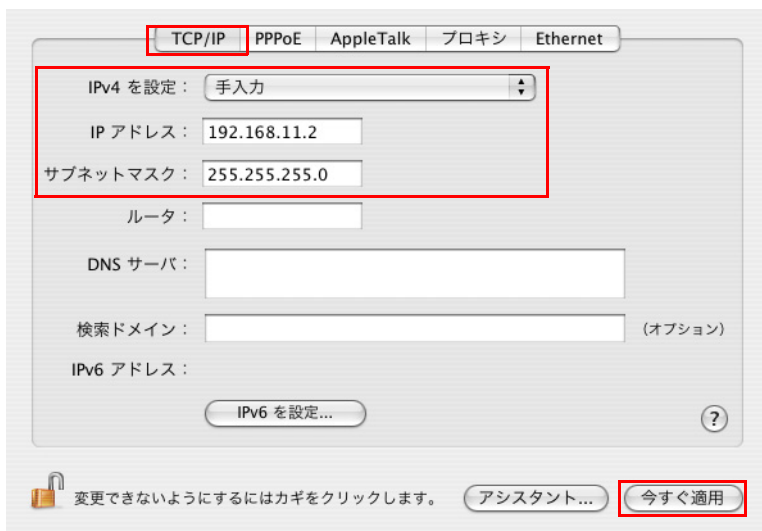 TCP/IP PPPoE AppleTalk プロキシ Ethernet
IPv4 を設定： 手入力
IP アドレス： 192.168.11.2
サブネットマスク： 255.255.255.0
ルータ：
DNS サーバ：
検索ドメイン： (オプション)
IPv6 アドレス：
IPv6 を設定...
?
変更できないようにするにはカギをクリックします。 アシスタント... 今すぐ適用